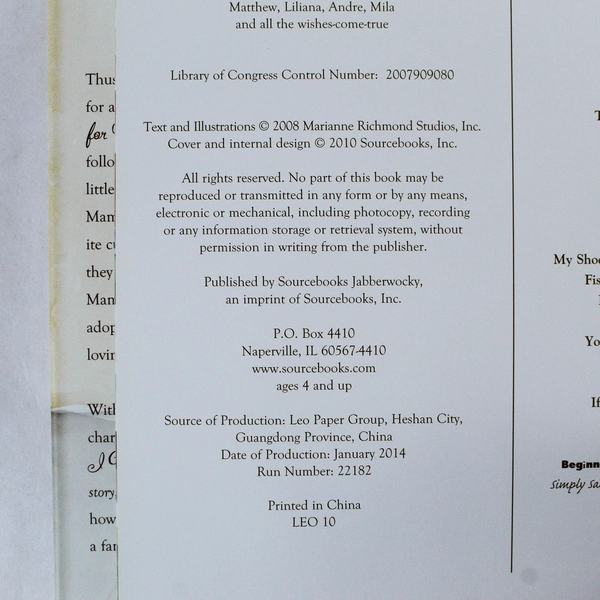 Thus
for a
for
follo
little
Man
ite cu
they
Man
adop
lovin
With
char
I
story,
how
a fan
Matthew, Liliana, Andre, Mila
and all the wishes-come-true
Library of Congress Control Number: 2007909080
Text and Illustrations © 2008 Marianne Richmond Studios, Inc.
Cover and internal design © 2010 Sourcebooks, Inc.
All rights reserved. No part of this book may be
reproduced or transmitted in any form or by any means,
electronic or mechanical, including photocopy, recording
or any information storage or retrieval system, without
permission in writing from the publisher.
Published by Sourcebooks Jabberwocky,
an imprint of Sourcebooks, Inc.
P.O. Box 4410
Naperville, IL 60567-4410
www.sourcebooks.com
ages 4 and up
Source of Production: Leo Paper Group, Heshan City,
Guangdong Province, China
Date of Production: January 2014
Run Number: 22182
Printed in China
LEO 10
T
My Shoe
Fis
Yo
If
Beginn
Simply Sa